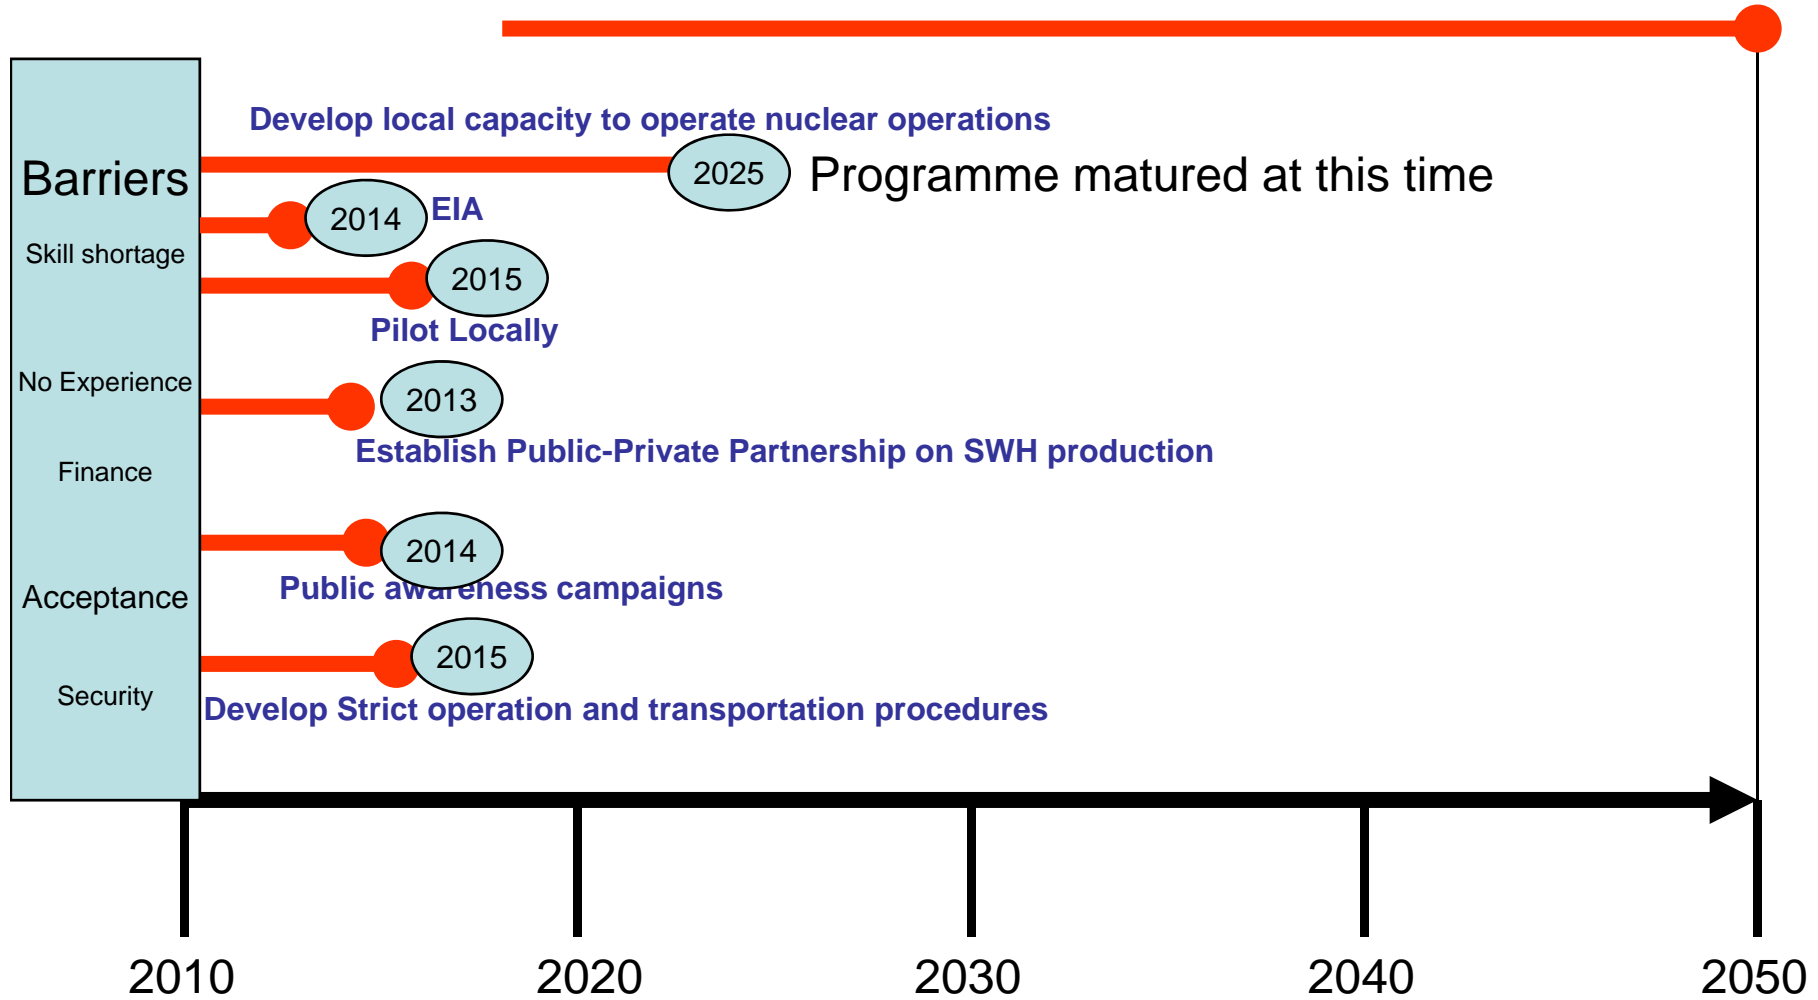 Develop local capacity to operate nuclear operations
Barriers
2025
Programme matured at this time
2014
EIA
Skill shortage
2015
Pilot Locally
No Experience
2013
Establish Public-Private Partnership on SWH production
Finance
2014
Public awareness campaigns
Acceptance
2015
Security
Develop Strict operation and transportation procedures
2010
2020
2030
2040
2050